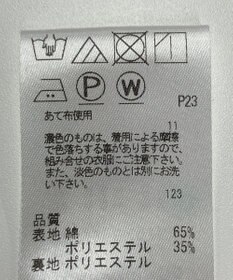 P
W
P23
あて布使用
11
濃色のものは、着用による摩擦
で色落ちする事がありますので、
組み合せの衣服にご注意下さい。
また、淡色のものとは別にお洗
い下さい。
123
品質
表地 綿 65%
ポリエステル 35%
裏地 ポリエステル